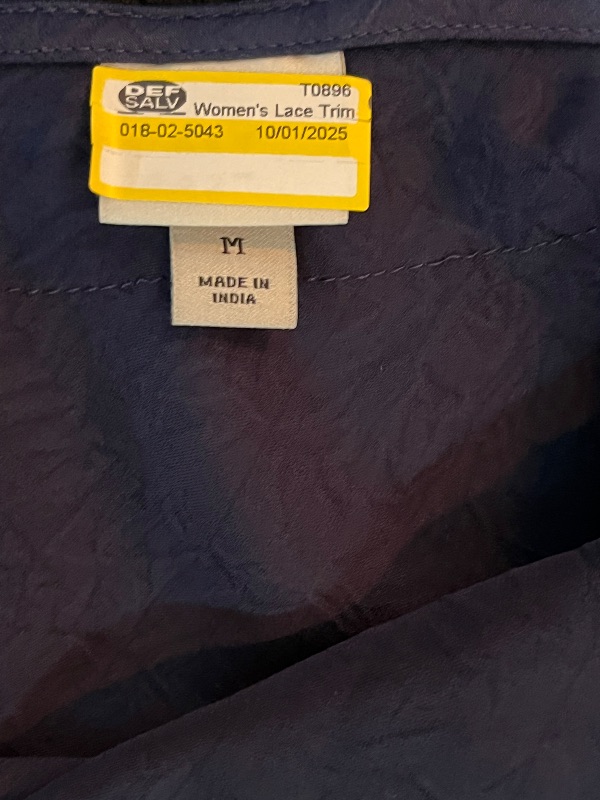 DEF
SALV
T0896
Women's Lace Trim
018-02-5043 10/01/2025
M
MADE IN
INDIA